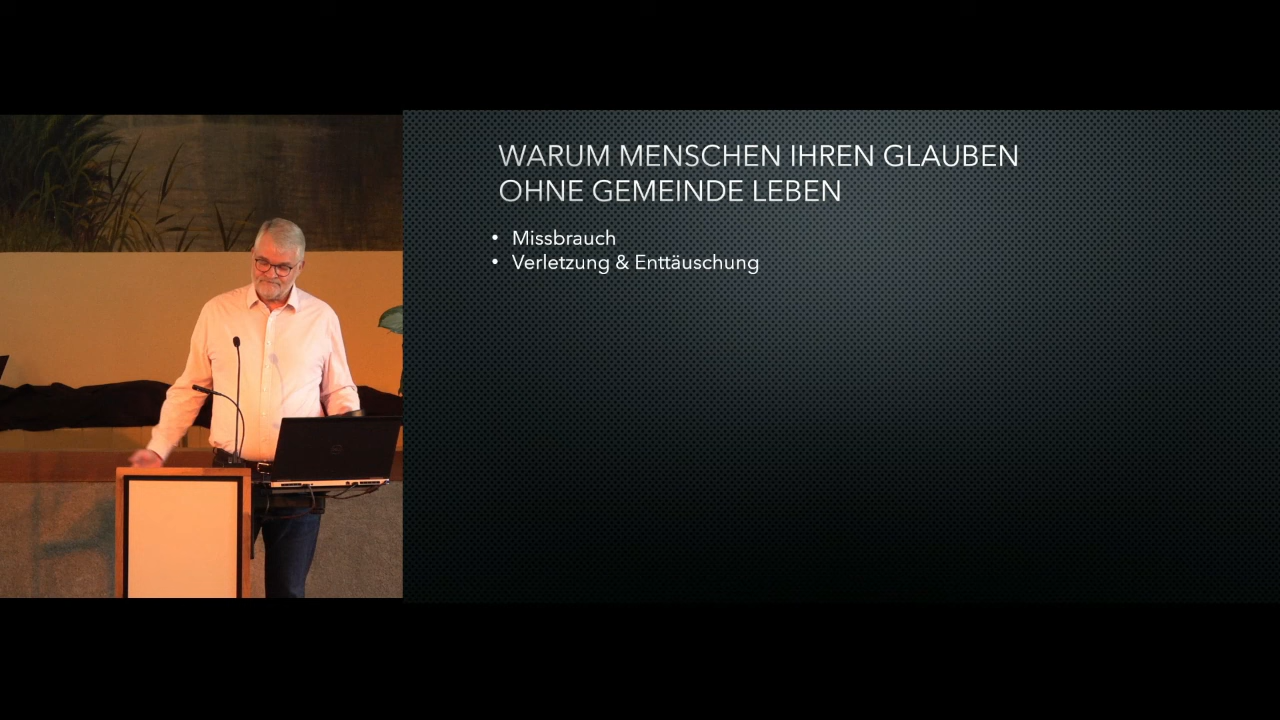 WARUM MENSCHEN IHREN GLAUBEN
OHNE GEMEINDE LEBEN
• Missbrauch
• Verletzung & Enttäuschung